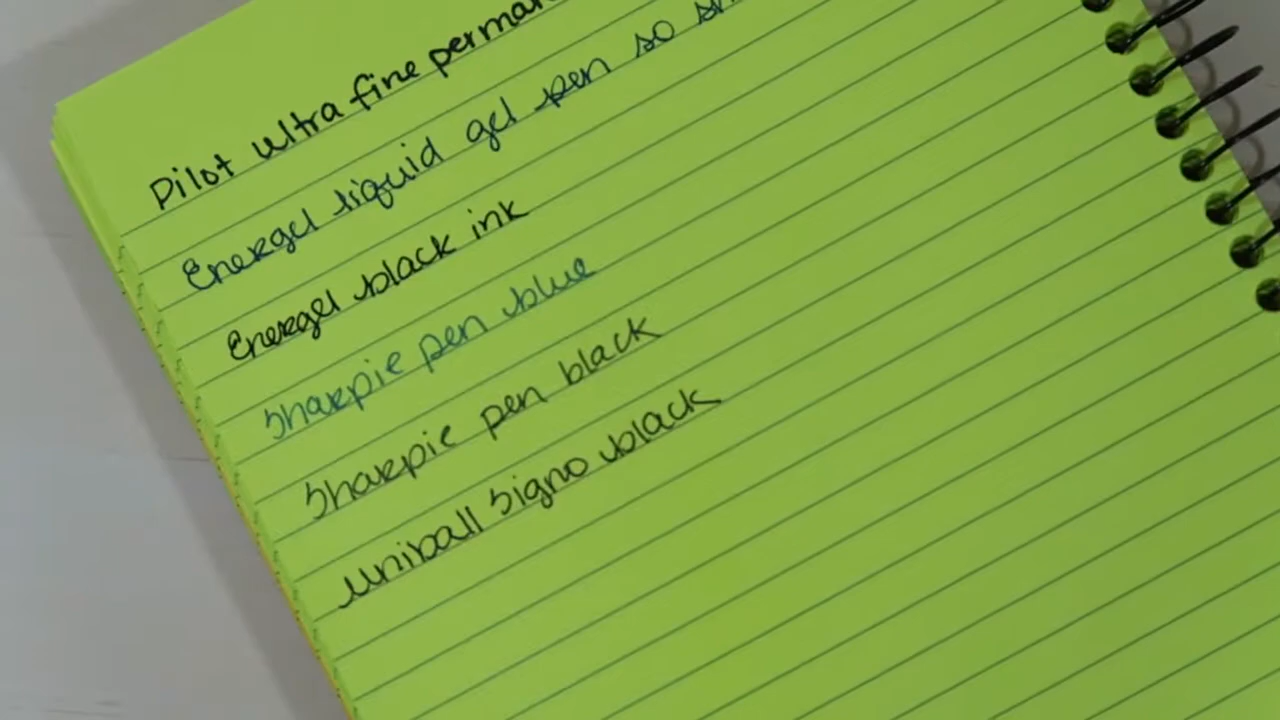 Pilot ultra fine perman
Energel liquid gel pen so
Energel black ink
Sharpie pen blue
Sharpie pen black
uniball Signo black